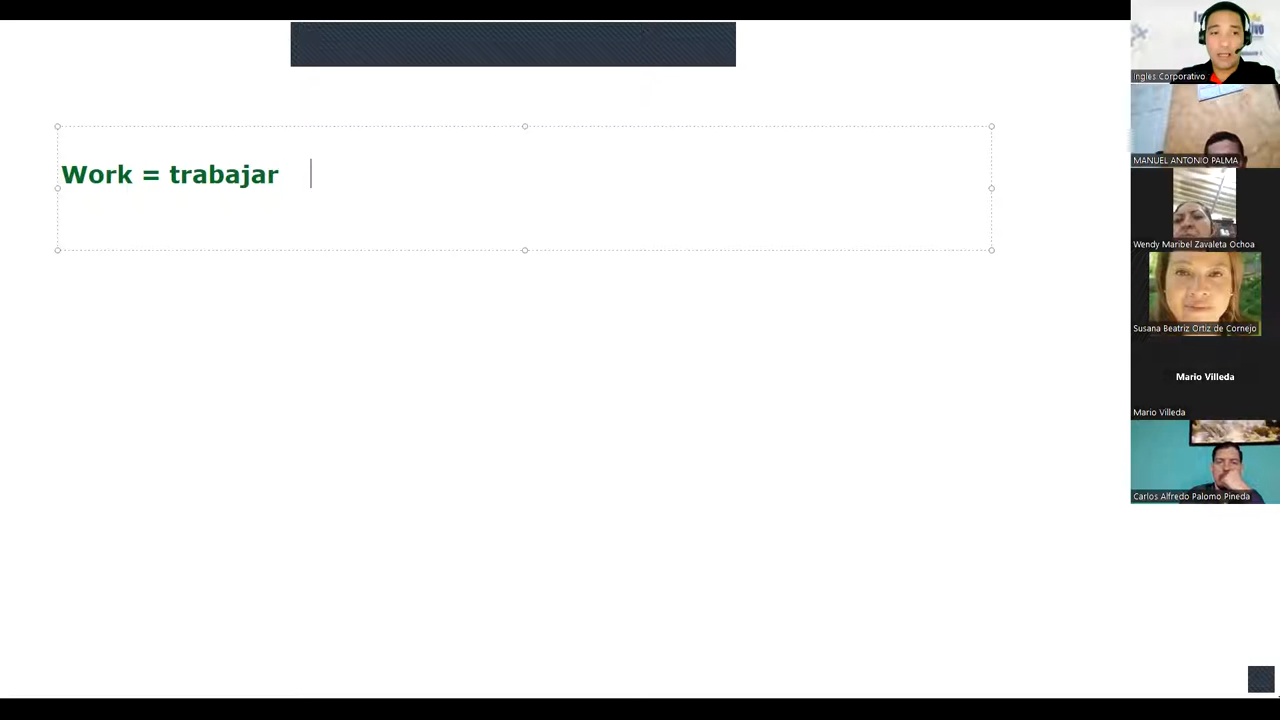 Work = trabajar
Ingles Corporativo
MANUEL ANTONIO PALMA
Wendy Maribel Zavaleta Ochoa
Susana Beatriz Ortiz de Cornejo
Mario Villeda
Mario Villeda
Carlos Alfredo Palomo Pineda